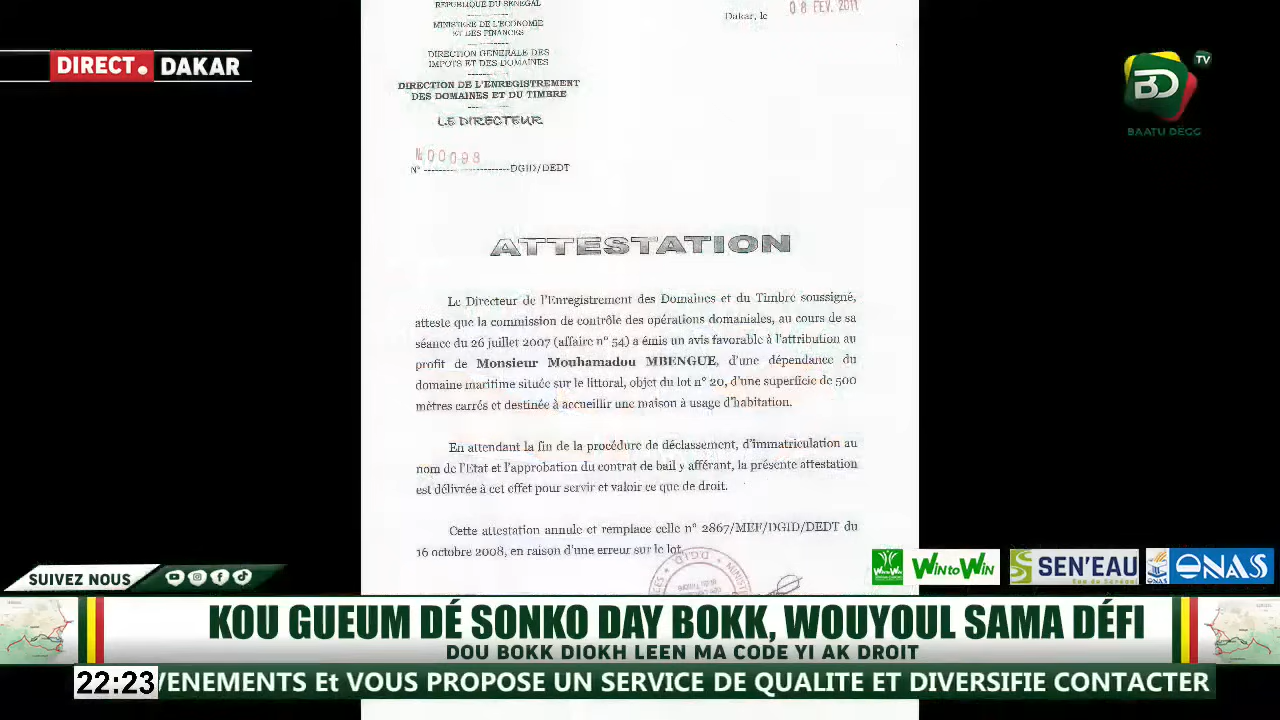 REPUBLIQUE DU SENEGAL
MINISTERE DE L'ECONOMIE
ET DES FINANCES
DIRECTION GENERALE DES
IMPOTS ET DES DOMAINES
DIRECTION DE L'ENREGISTREMENT
DES DOMAINES ET DU TIMBRE
LE DIRECTEUR
Dakar, le 08 FEV. 2011
DIRECT. DAKAR
BD TV
BAATU DEGG
№00098
N° ----------------------DGID/DEDT
ATTESTATION
Le Directeur de l'Enregistrement des Domaines et du Timbre soussigné,
atteste que la commission de contrôle des opérations domaniales, au cours de sa
séance du 26 juillet 2007 (affaire n° 54) a émis un avis favorable à l'attribution au
profit de Monsieur Mouhamadou MBENGUE, d'une dépendance du
domaine maritime située sur le littoral, objet du lot n° 20, d'une superficie de 500
mètres carrés et destinée à accueillir une maison à usage d'habitation.
En attendant la fin de la procédure de déclassement, d'immatriculation au
nom de l'Etat et l'approbation du contrat de bail y afférant, la présente attestation
est délivrée à cet effet pour servir et valoir ce que de droit.
Cette attestation annule et remplace celle n° 2867/MEF/DGID/DEDT du
16 octobre 2008, en raison d'une erreur sur le lot.
SUIVEZ NOUS
WIN TO WIN
SEN'EAU
ONAS
KOU GUEUM DÉ SONKO DAY BOKK, WOUYOUL SAMA DÉFI
DOU BOKK DIOKH LEEN MA CODE YI AK DROIT
22:23
VENEMENTS Et VOUS PROPOSE UN SERVICE DE QUALITE ET DIVERSIFIE CONTACTER